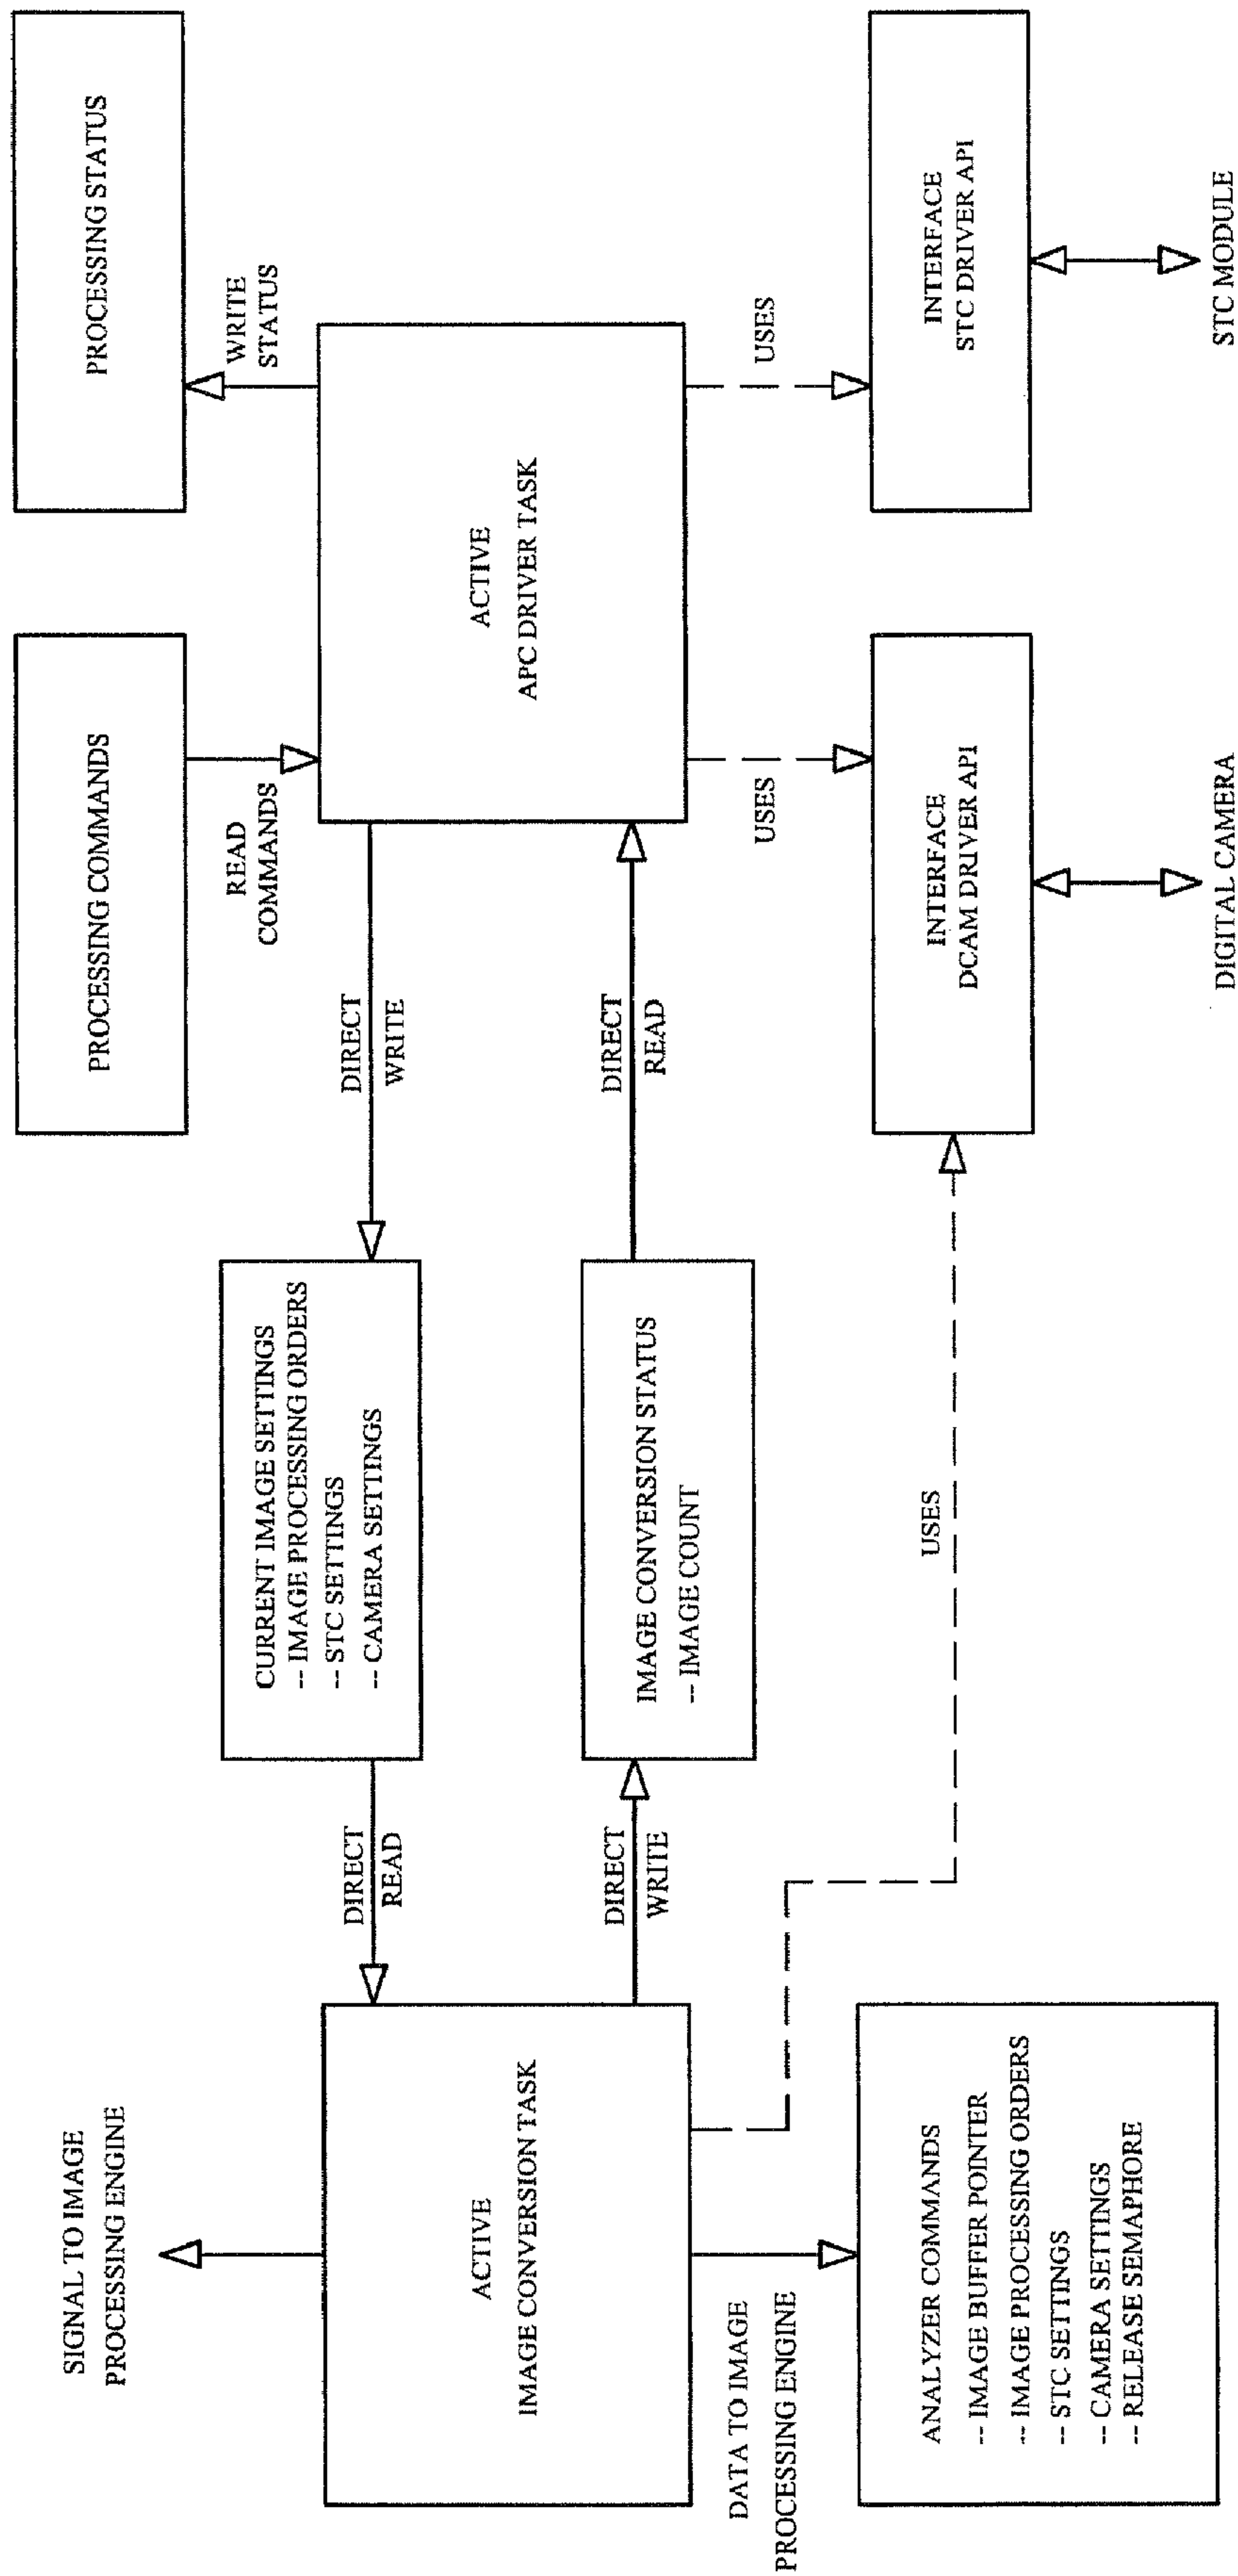 SIGNAL TO IMAGE
PROCESSING ENGINE
PROCESSING COMMANDS
PROCESSING STATUS
READ
COMMANDS
WRITE
STATUS
CURRENT IMAGE SETTINGS
-- IMAGE PROCESSING ORDERS
-- STC SETTINGS
-- CAMERA SETTINGS
DIRECT
READ
DIRECT
WRITE
ACTIVE
IMAGE CONVERSION TASK
ACTIVE
APC DRIVER TASK
DIRECT
WRITE
IMAGE CONVERSION STATUS
-- IMAGE COUNT
DIRECT
READ
DATA TO IMAGE
PROCESSING ENGINE
USES
USES
USES
ANALYZER COMMANDS
-- IMAGE BUFFER POINTER
-- IMAGE PROCESSING ORDERS
-- STC SETTINGS
-- CAMERA SETTINGS
-- RELEASE SEMAPHORE
INTERFACE
DCAM DRIVER API
INTERFACE
STC DRIVER API
DIGITAL CAMERA
STC MODULE